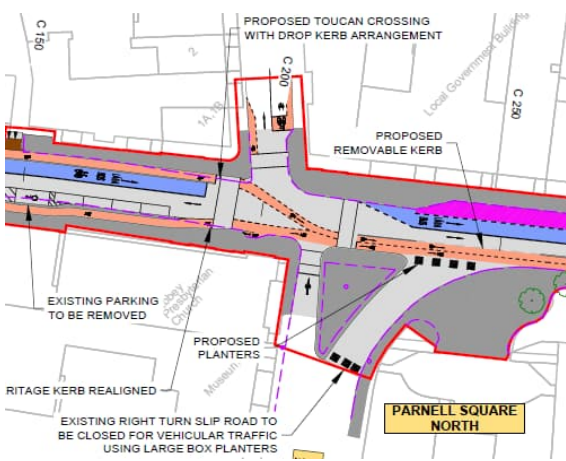 PROPOSED TOUCAN CROSSING
WITH DROP KERB ARRANGEMENT
C 150
2
C 200
Local Government Building
C 250
1A,1B
PROPOSED
REMOVABLE KERB
EXISTING PARKING
TO BE REMOVED
Abbey
Presbyterian
Church
PROPOSED
PLANTERS
RITAGE KERB REALIGNED
Museum
EXISTING RIGHT TURN SLIP ROAD TO
BE CLOSED FOR VEHICULAR TRAFFIC
USING LARGE BOX PLANTERS
PARNELL SQUARE
NORTH